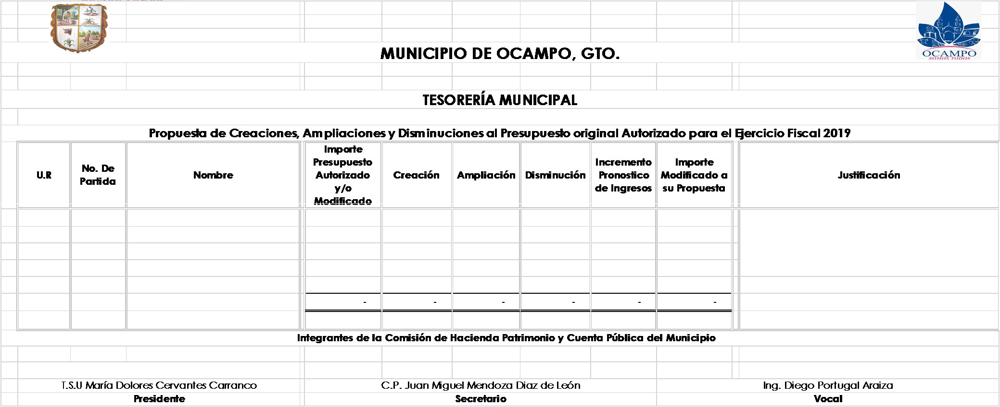 OCAMPO
SOMOS TODOS
MUNICIPIO DE OCAMPO, GTO.
TESORERÍA MUNICIPAL
Propuesta de Creaciones, Ampliaciones y Disminuciones al Presupuesto original Autorizado para el Ejercicio Fiscal 2019
U.R
No. De
Partida
Nombre
Importe
Presupuesto
Autorizado
y/o
Modificado
Creación
Ampliación
Disminución
Incremento
Pronostico
de Ingresos
Importe
Modificado a
su Propuesta
Justificación
- - - - - -
Integrantes de la Comisión de Hacienda Patrimonio y Cuenta Pública del Municipio
T.S.U María Dolores Cervantes Carranco
Presidente
C.P. Juan Miguel Mendoza Diaz de León
Secretario
Ing. Diego Portugal Araiza
Vocal